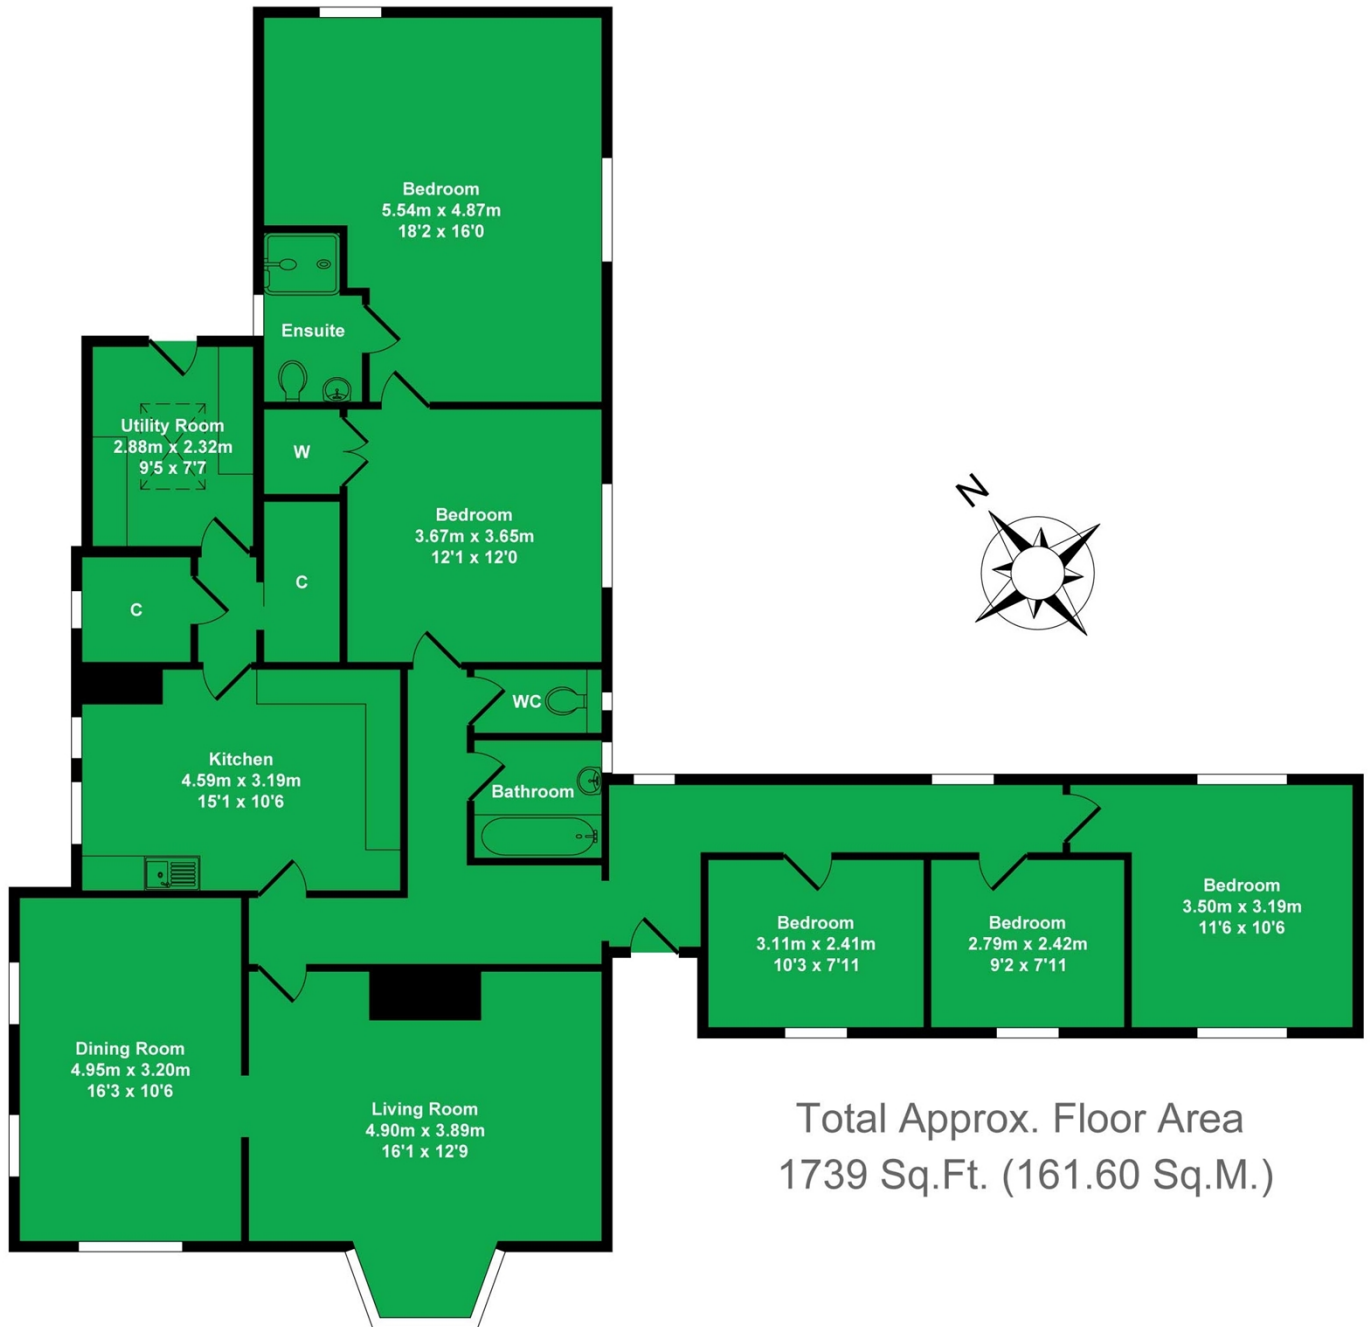 Bedroom
5.54m x 4.87m
18'2 x 16'0
Ensuite
Utility Room
2.88m x 2.32m
9'5 x 7'7
W
Bedroom
3.67m x 3.65m
12'1 x 12'0
N
C
C
WC
Kitchen
4.59m x 3.19m
15'1 x 10'6
Bathroom
Bedroom
3.11m x 2.41m
10'3 x 7'11
Bedroom
2.79m x 2.42m
9'2 x 7'11
Bedroom
3.50m x 3.19m
11'6 x 10'6
Dining Room
4.95m x 3.20m
16'3 x 10'6
Living Room
4.90m x 3.89m
16'1 x 12'9
Total Approx. Floor Area
1739 Sq.Ft. (161.60 Sq.M.)